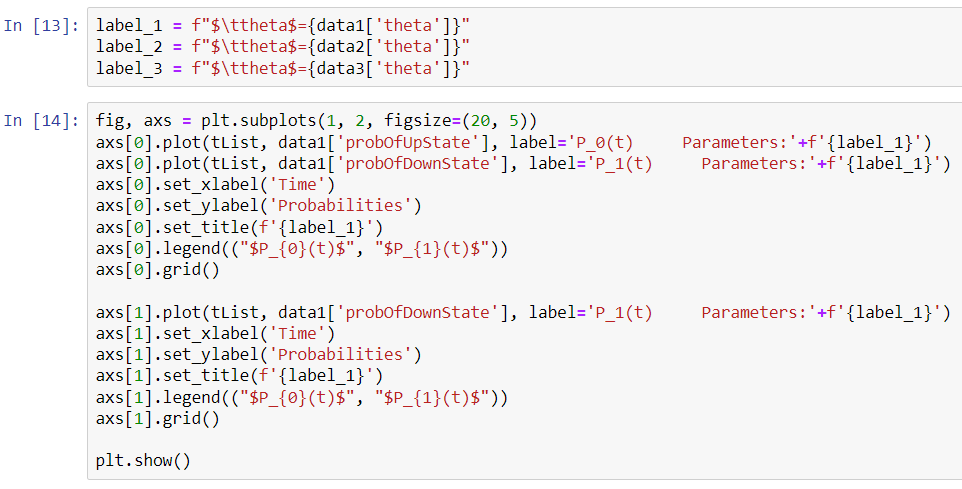 In [13]: label_1 = f"$\ttheta$={data1['theta']}"
label_2 = f"$\ttheta$={data2['theta']}"
label_3 = f"$\ttheta$={data3['theta']}"
In [14]: fig, axs = plt.subplots(1, 2, figsize=(20, 5))
axs[0].plot(tList, data1['probOfUpState'], label='P_0(t)     Parameters:'+f'{label_1}')
axs[0].plot(tList, data1['probOfDownState'], label='P_1(t)     Parameters:'+f'{label_1}')
axs[0].set_xlabel('Time')
axs[0].set_ylabel('Probabilities')
axs[0].set_title(f'{label_1}')
axs[0].legend(("$P_{0}(t)$", "$P_{1}(t)$"))
axs[0].grid()
axs[1].plot(tList, data1['probOfDownState'], label='P_1(t)     Parameters:'+f'{label_1}')
axs[1].set_xlabel('Time')
axs[1].set_ylabel('Probabilities')
axs[1].set_title(f'{label_1}')
axs[1].legend(("$P_{0}(t)$", "$P_{1}(t)$"))
axs[1].grid()
plt.show()